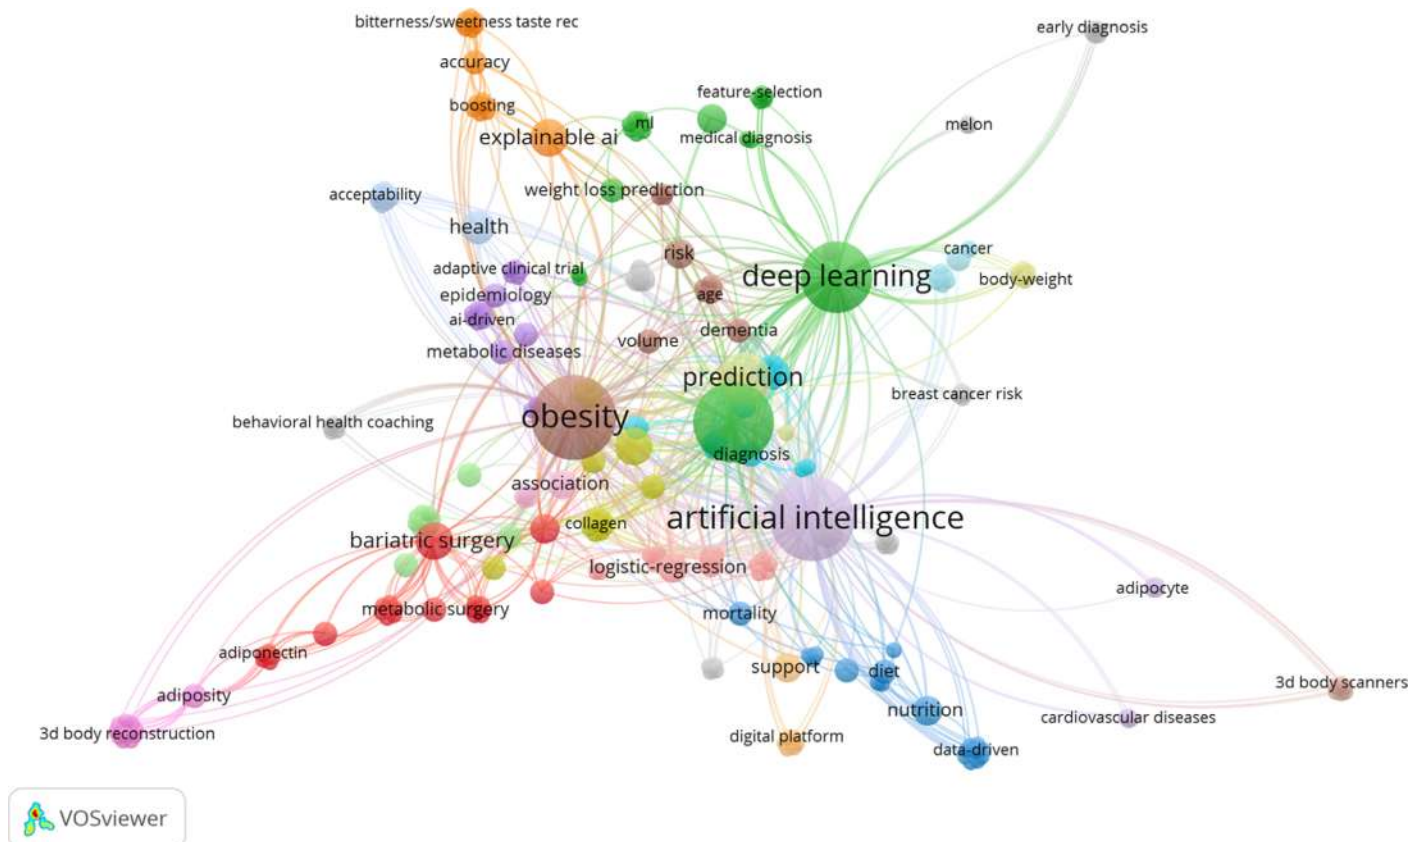 bitterness/sweetness taste rec
early diagnosis
accuracy
feature-selection
boosting
ml
melon
explainable ai
medical diagnosis
weight loss prediction
acceptability
health
risk
cancer
adaptive clinical trial
deep learning
body-weight
epidemiology
age
ai-driven
dementia
volume
metabolic diseases
prediction
breast cancer risk
obesity
behavioral health coaching
diagnosis
association
artificial intelligence
collagen
bariatric surgery
logistic-regression
adipocyte
metabolic surgery
mortality
adiponectin
support
diet
3d body scanners
adiposity
nutrition
cardiovascular diseases
3d body reconstruction
digital platform
data-driven
VOSviewer